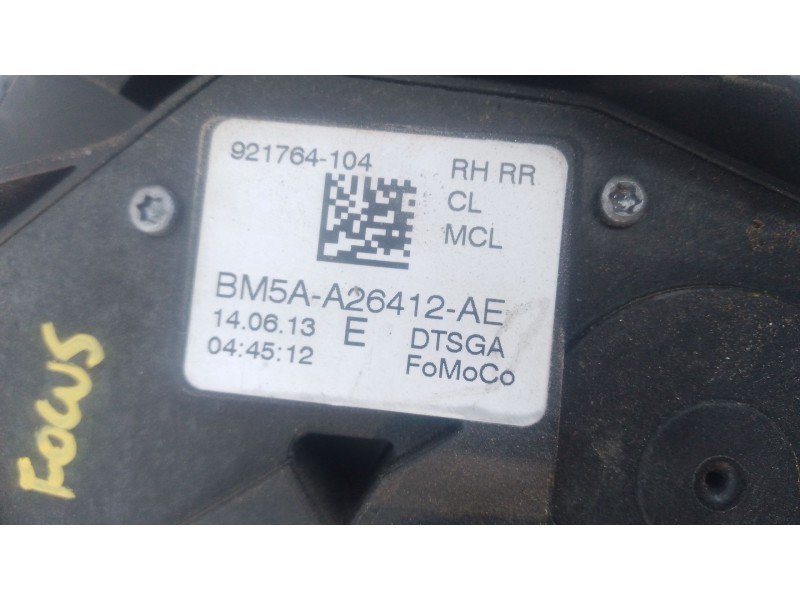 921764-104 RH RR
CL
MCL
BM5A-A26412-AE
14.06.13 E DTSGA
04:45:12 FoMoCo
FOCUS